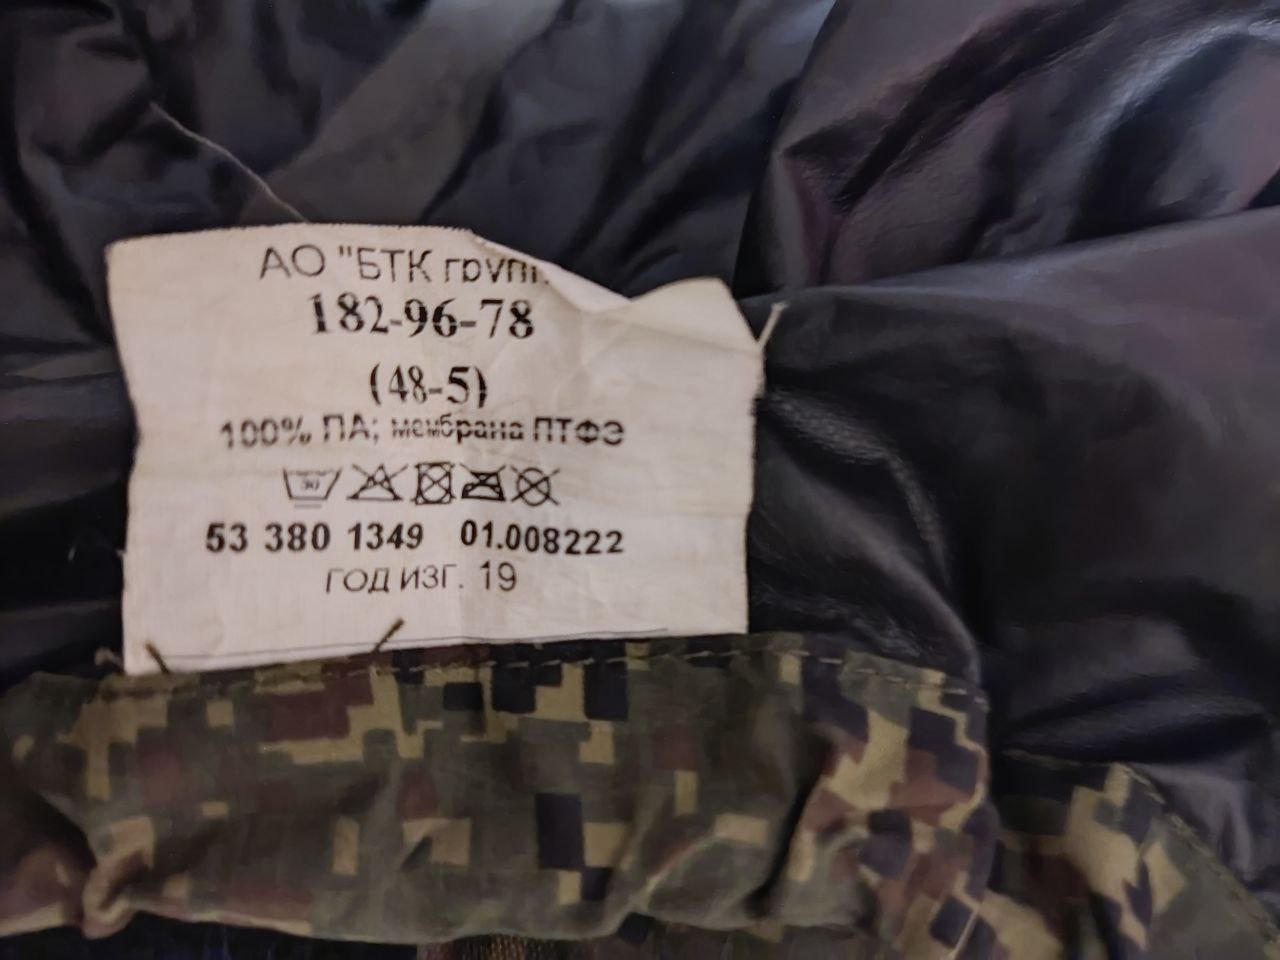 АО "БТК групп
182-96-78
(48-5)
100% ПА; мембрана ПТФЭ
30
53 380 1349 01.008222
ГОД ИЗГ. 19